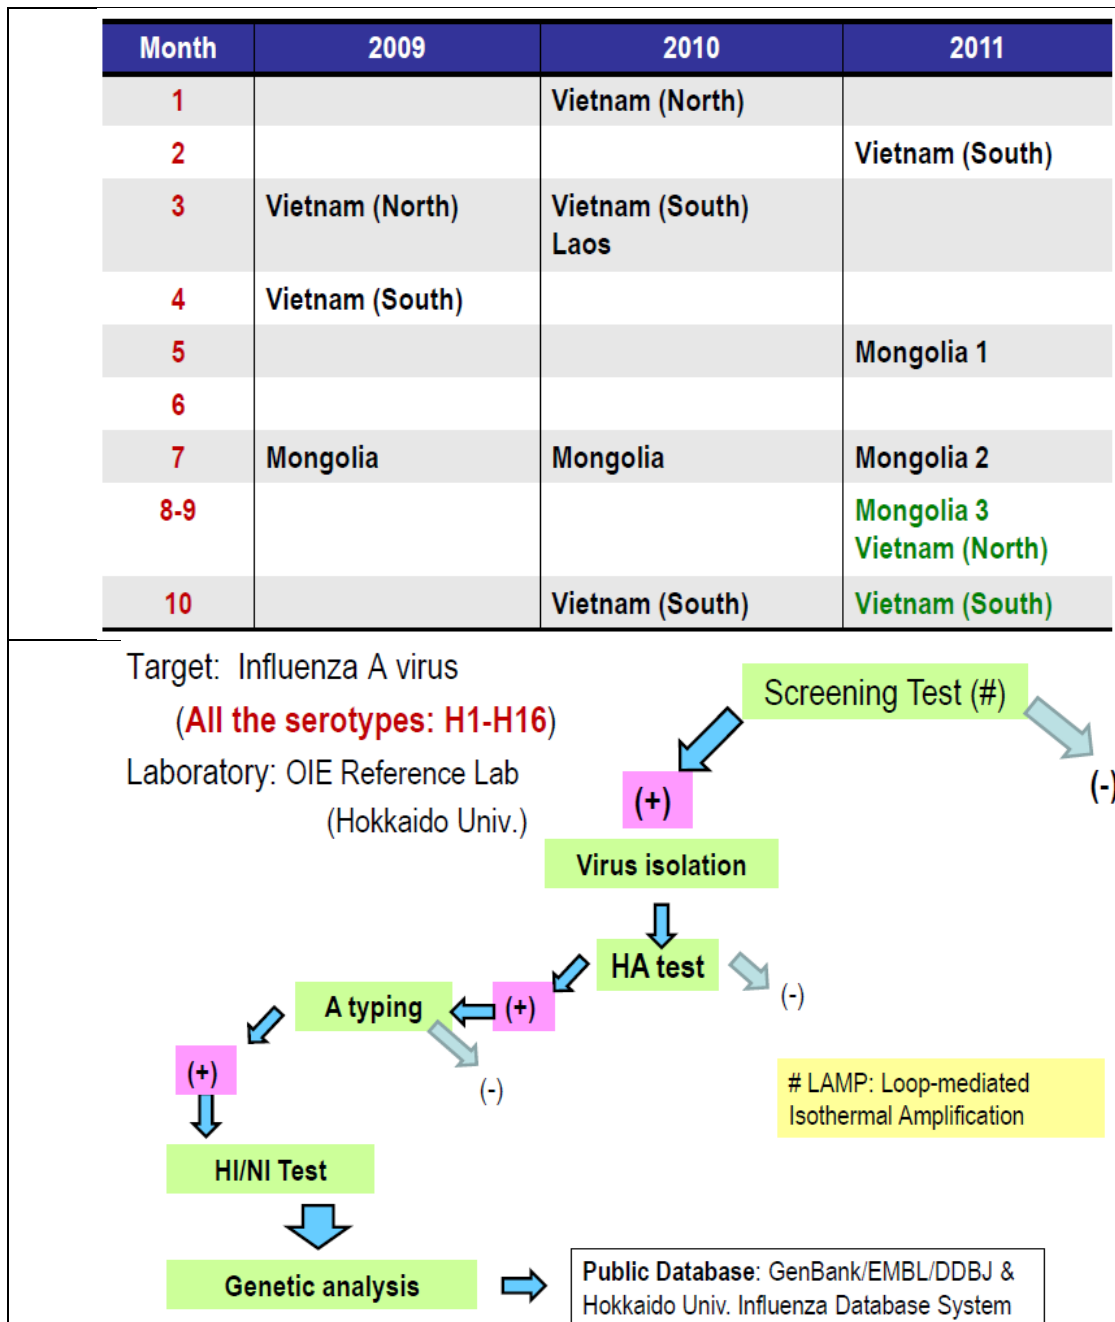 Month 2009 2010 2011
1 Vietnam (North)
2 Vietnam (South)
3 Vietnam (North) Vietnam (South)
Laos
4 Vietnam (South)
5 Mongolia 1
6
7 Mongolia Mongolia Mongolia 2
8-9 Mongolia 3
Vietnam (North)
10 Vietnam (South) Vietnam (South)
Target: Influenza A virus
(All the serotypes: H1-H16)
Laboratory: OIE Reference Lab
(Hokkaido Univ.)
Screening Test (#)
(+)
(-)
Virus isolation
HA test
(-)
(+)
A typing
(-)
(+)
# LAMP: Loop-mediated
Isothermal Amplification
HI/NI Test
Genetic analysis
Public Database: GenBank/EMBL/DDBJ &
Hokkaido Univ. Influenza Database System